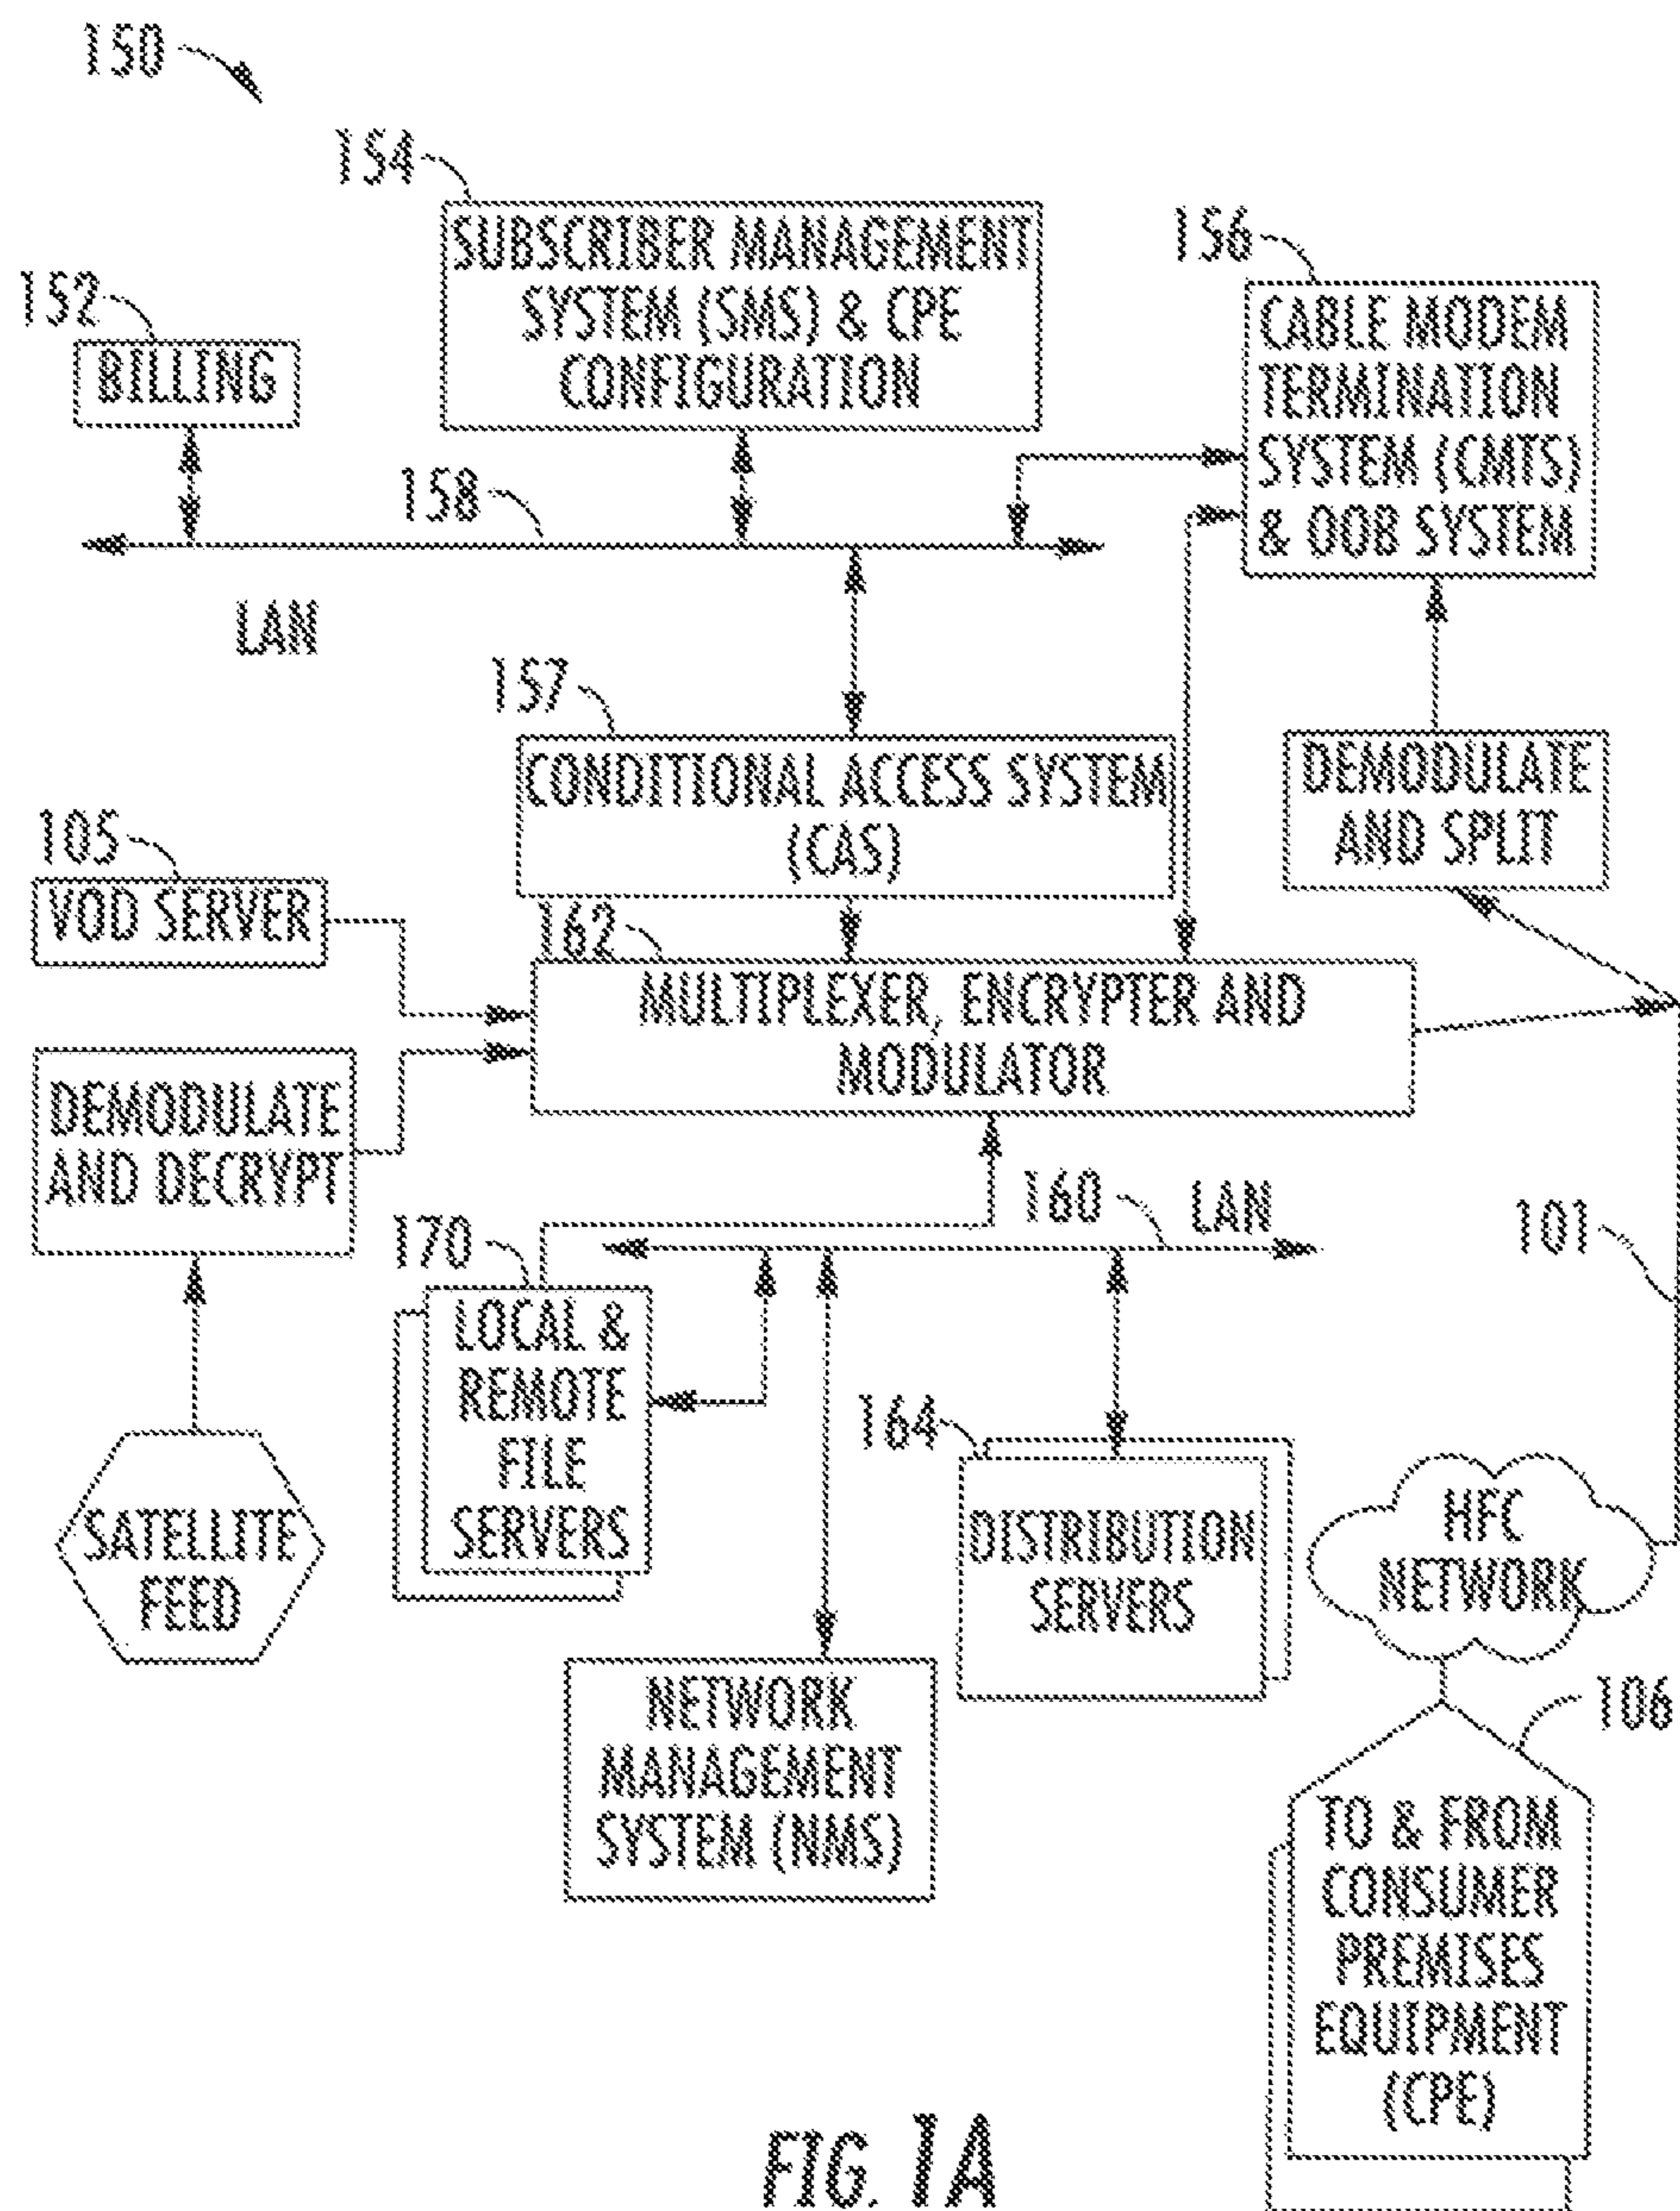 150
154
SUBSCRIBER MANAGEMENT
SYSTEM (SMS) & CPE
CONFIGURATION
156
CABLE MODEM
TERMINATION
SYSTEM (CMTS)
& OOB SYSTEM
152
BILLING
158
LAN
157
CONDITIONAL ACCESS SYSTEM
(CAS)
DEMODULATE
AND SPLIT
105
VOD SERVER
162
MULTIPLEXER, ENCRYPTER AND
MODULATOR
DEMODULATE
AND DECRYPT
160
LAN
101
170
LOCAL &
REMOTE
FILE
SERVERS
164
DISTRIBUTION
SERVERS
SATELLITE
FEED
HFC
NETWORK
NETWORK
MANAGEMENT
SYSTEM (NMS)
106
TO & FROM
CONSUMER
PREMISES
EQUIPMENT
(CPE)
FIG. 1A